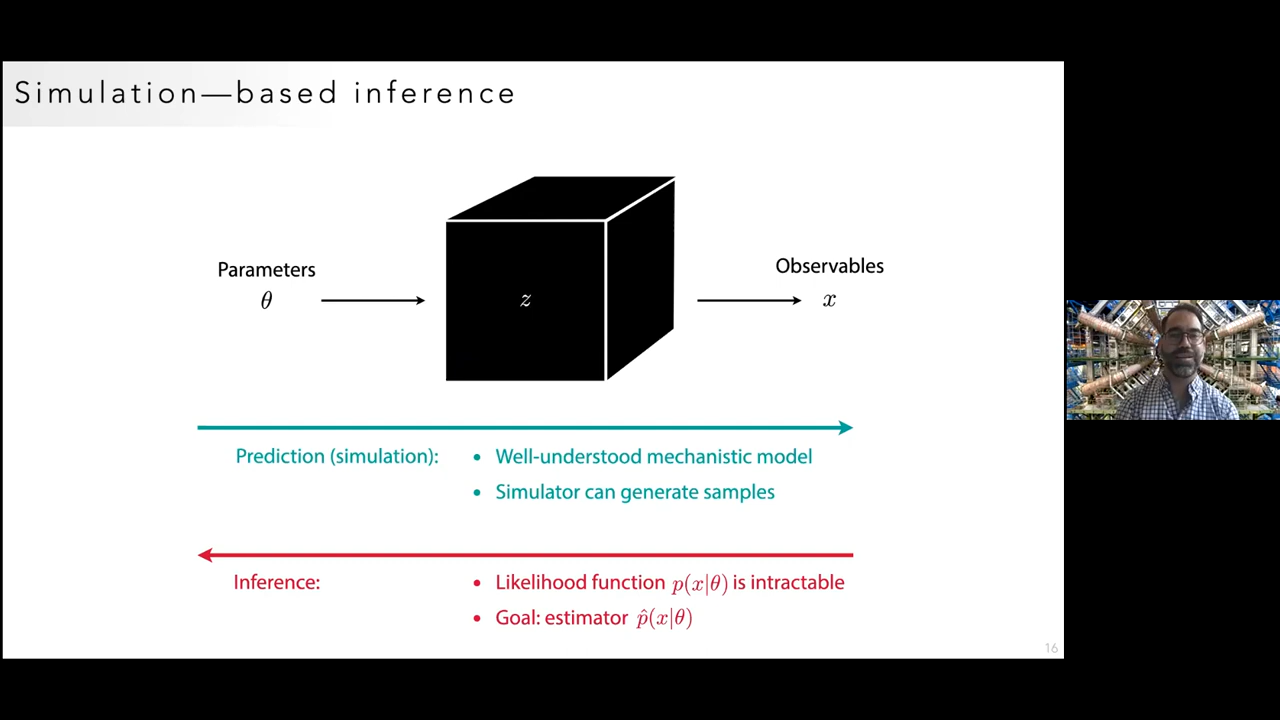 Simulation—based inference
Parameters
θ
z
Observables
x
Prediction (simulation):
• Well-understood mechanistic model
• Simulator can generate samples
Inference:
• Likelihood function p(x|θ) is intractable
• Goal: estimator p̂(x|θ)
16